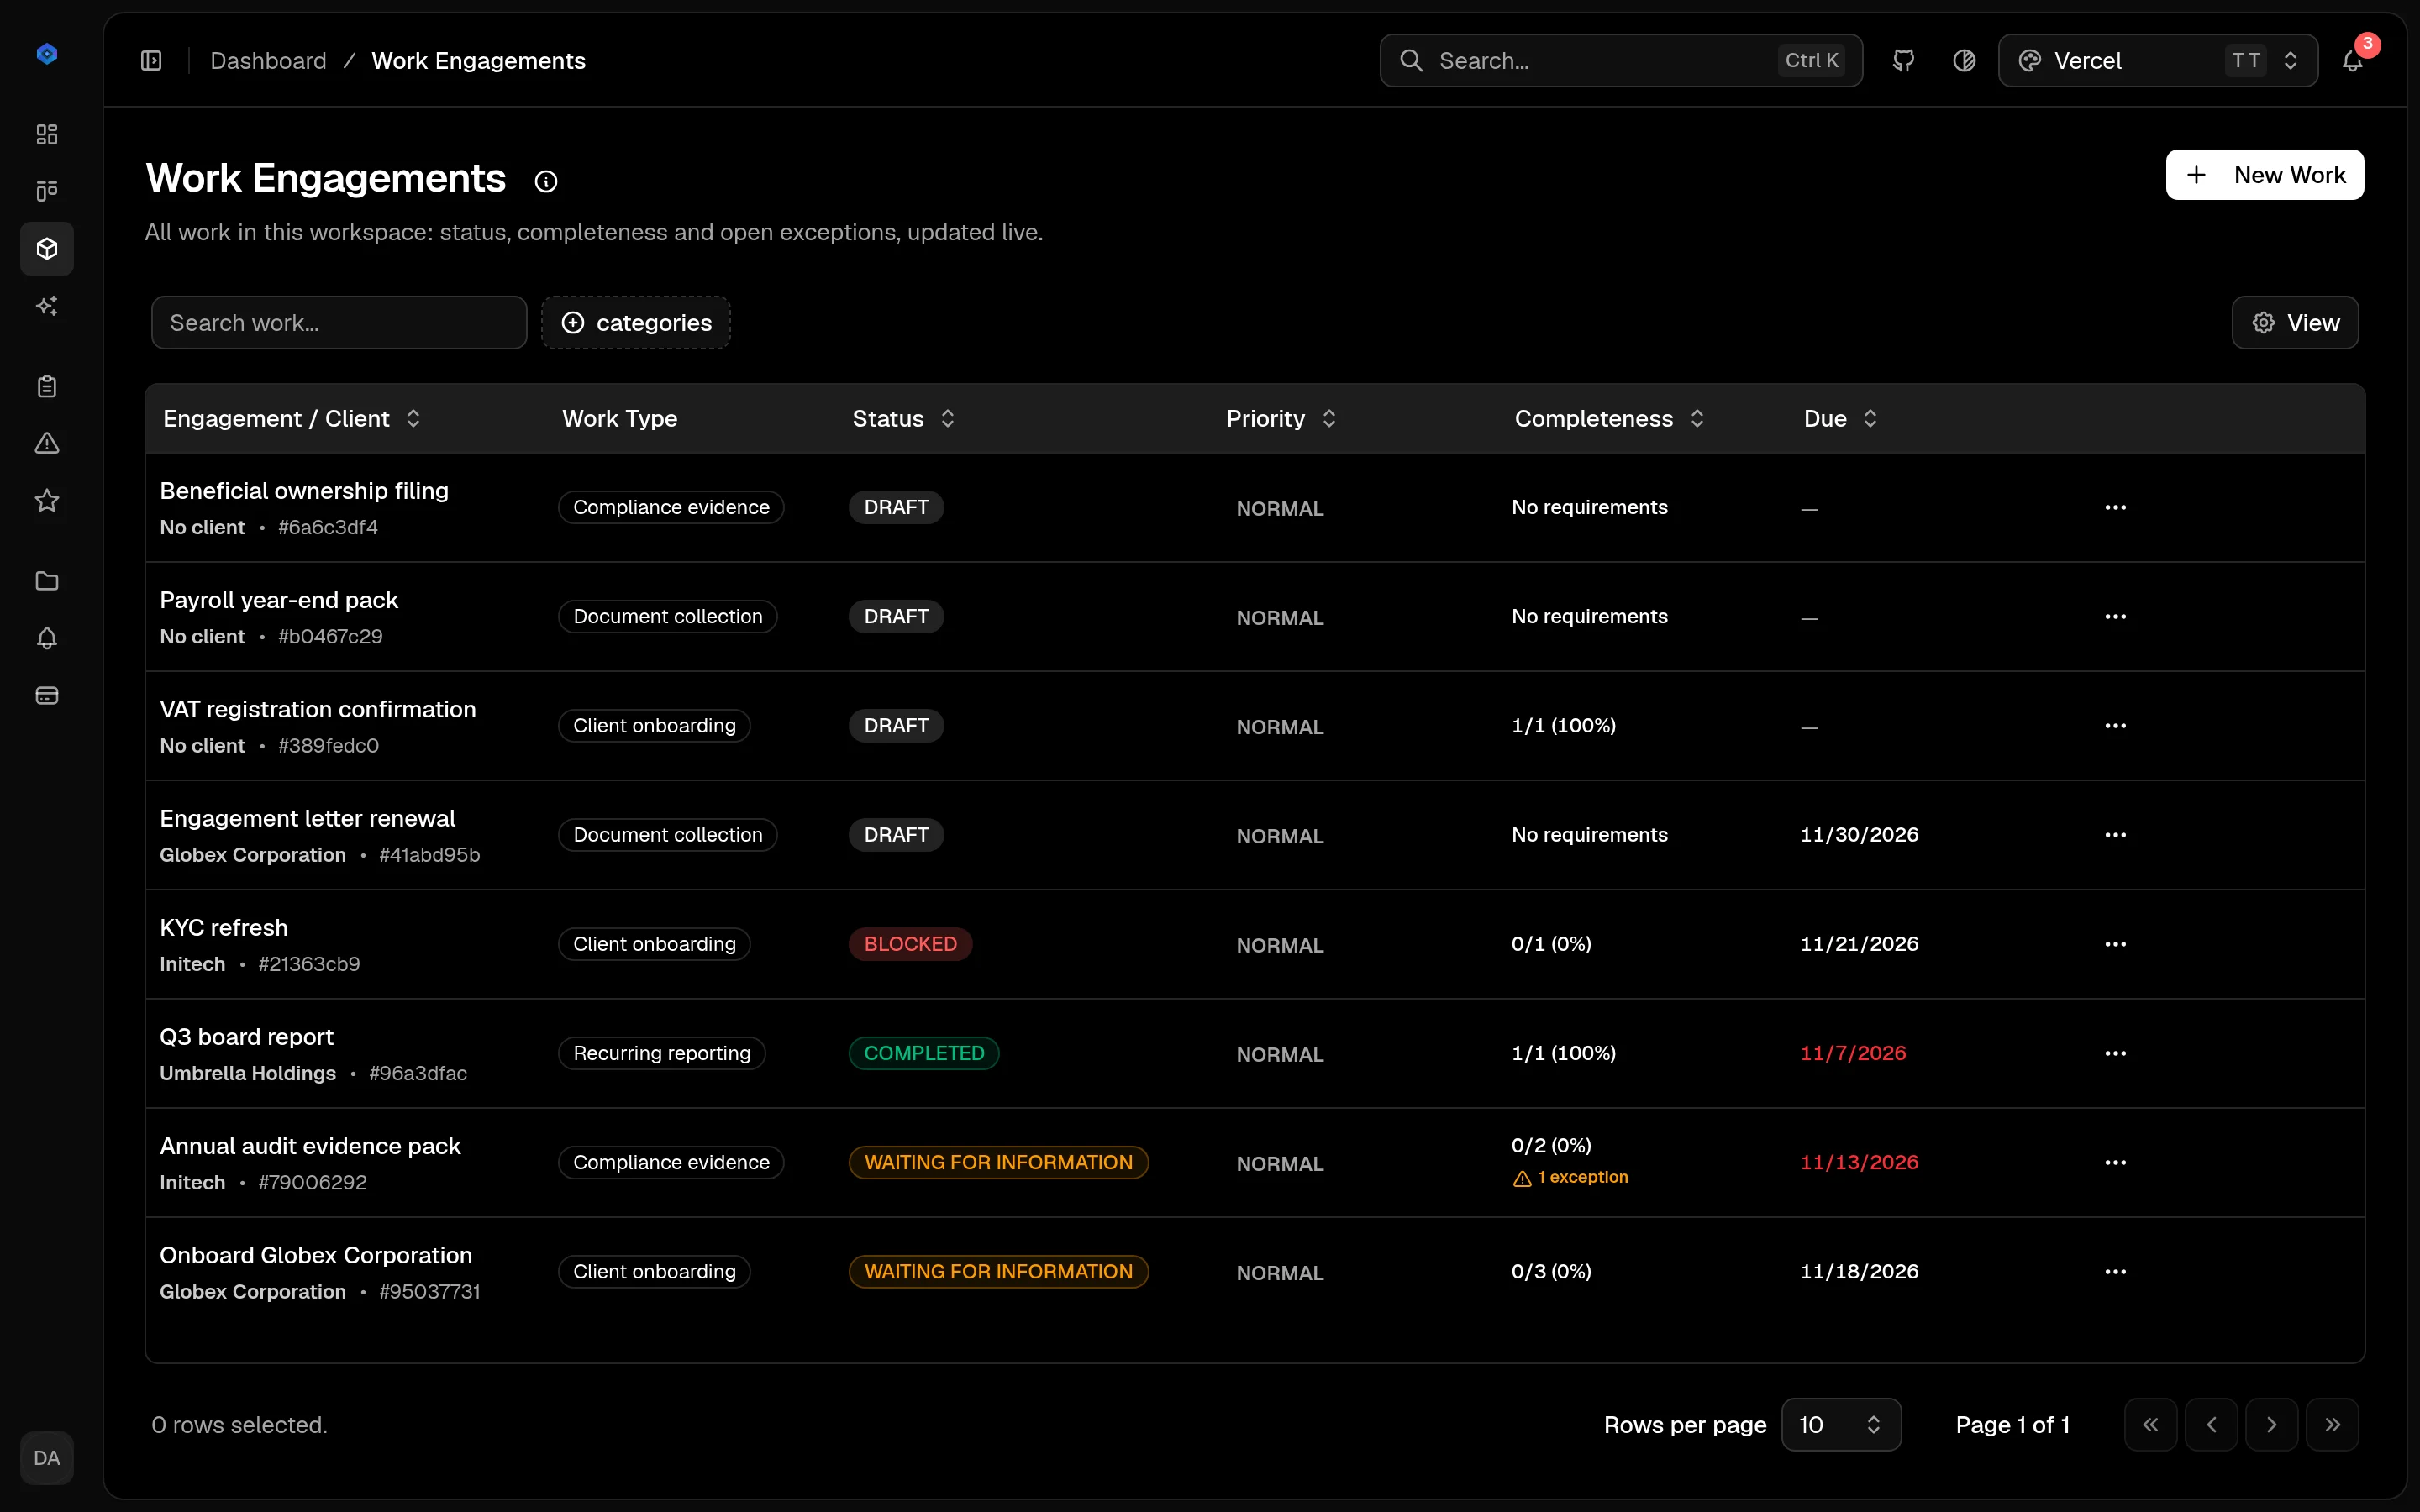 Dashboard / Work Engagements
Search... Ctrl K
Vercel T T
3
Work Engagements
New Work
All work in this workspace: status, completeness and open exceptions, updated live.
Search work...
categories
View
Engagement / Client Work Type Status Priority Completeness Due
Beneficial ownership filing
No client • #6a6c3df4
Compliance evidence DRAFT NORMAL No requirements —
Payroll year-end pack
No client • #b0467c29
Document collection DRAFT NORMAL No requirements —
VAT registration confirmation
No client • #389fedc0
Client onboarding DRAFT NORMAL 1/1 (100%) —
Engagement letter renewal
Globex Corporation • #41abd95b
Document collection DRAFT NORMAL No requirements 11/30/2026
KYC refresh
Initech • #21363cb9
Client onboarding BLOCKED NORMAL 0/1 (0%) 11/21/2026
Q3 board report
Umbrella Holdings • #96a3dfac
Recurring reporting COMPLETED NORMAL 1/1 (100%) 11/7/2026
Annual audit evidence pack
Initech • #79006292
Compliance evidence WAITING FOR INFORMATION NORMAL 0/2 (0%) 11/13/2026
1 exception
Onboard Globex Corporation
Globex Corporation • #95037731
Client onboarding WAITING FOR INFORMATION NORMAL 0/3 (0%) 11/18/2026
0 rows selected.
Rows per page 10
Page 1 of 1
DA